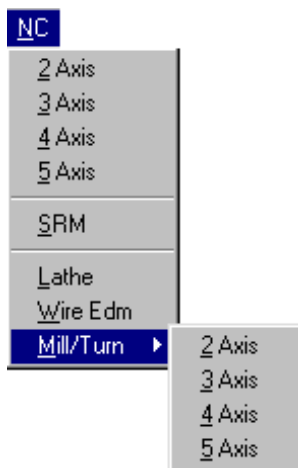 NC
2 Axis
3 Axis
4 Axis
5 Axis
SRM
Lathe
Wire Edm
Mill/Turn
2 Axis
3 Axis
4 Axis
5 Axis